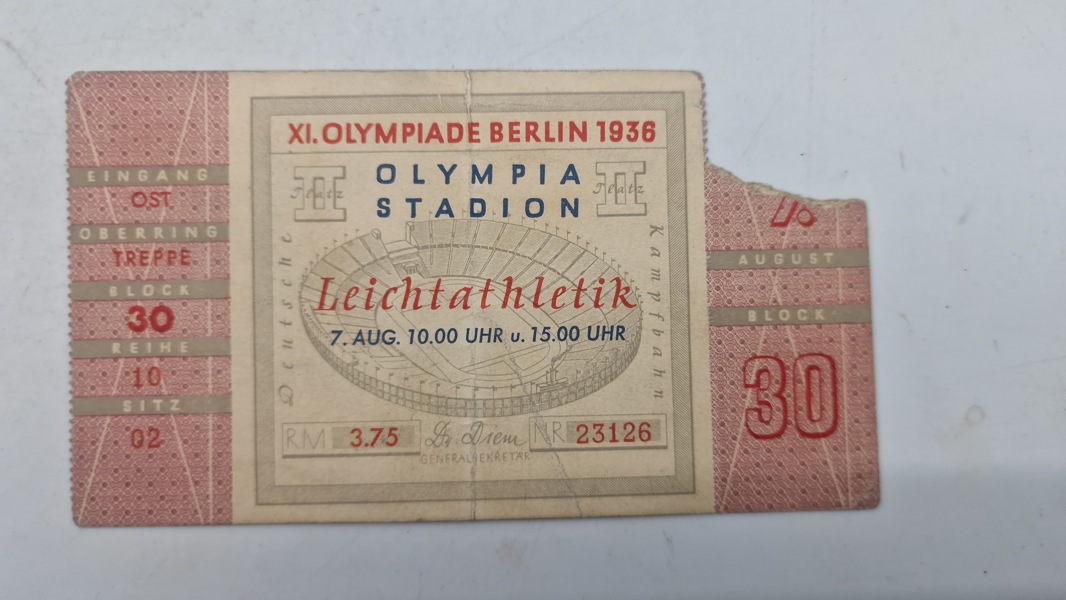 EINGANG
OST
OBERRING
TREPPE
BLOCK
30
REIHE
10
SITZ
02
XI. OLYMPIADE BERLIN 1936
II Platz
OLYMPIA
STADION
II Platz
Deutsche
Kampfbahn
Leichtathletik
7. AUG. 10.00 UHR u. 15.00 UHR
RM 3.75
Dr. Diem
GENERALSEKRETÄR
NR 23126
AUGUST
BLOCK
30